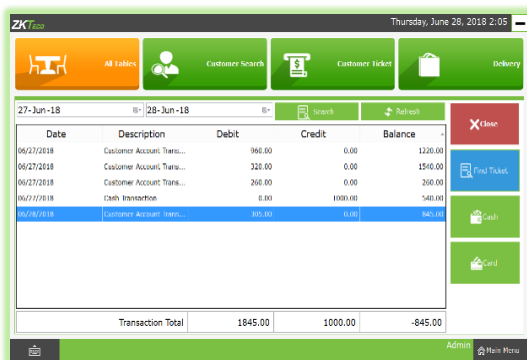 ZKTeco
Thursday, June 28, 2018 2:05
All Tables
Customer Search
Customer Ticket
Delivery
27-Jun-18
28-Jun-18
Search
Refresh
Close
Date Description Debit Credit Balance
06/27/2018 Customer Account Trans... 960.00 0.00 1220.00
06/27/2018 Customer Account Trans... 320.00 0.00 1540.00
06/27/2018 Customer Account Trans... 260.00 0.00 260.00
06/27/2018 Cash Transaction 0.00 1000.00 540.00
06/28/2018 Customer Account Trans... 305.00 0.00 845.00
Find Ticket
Cash
Card
Transaction Total 1845.00 1000.00 -845.00
Admin
Main Menu